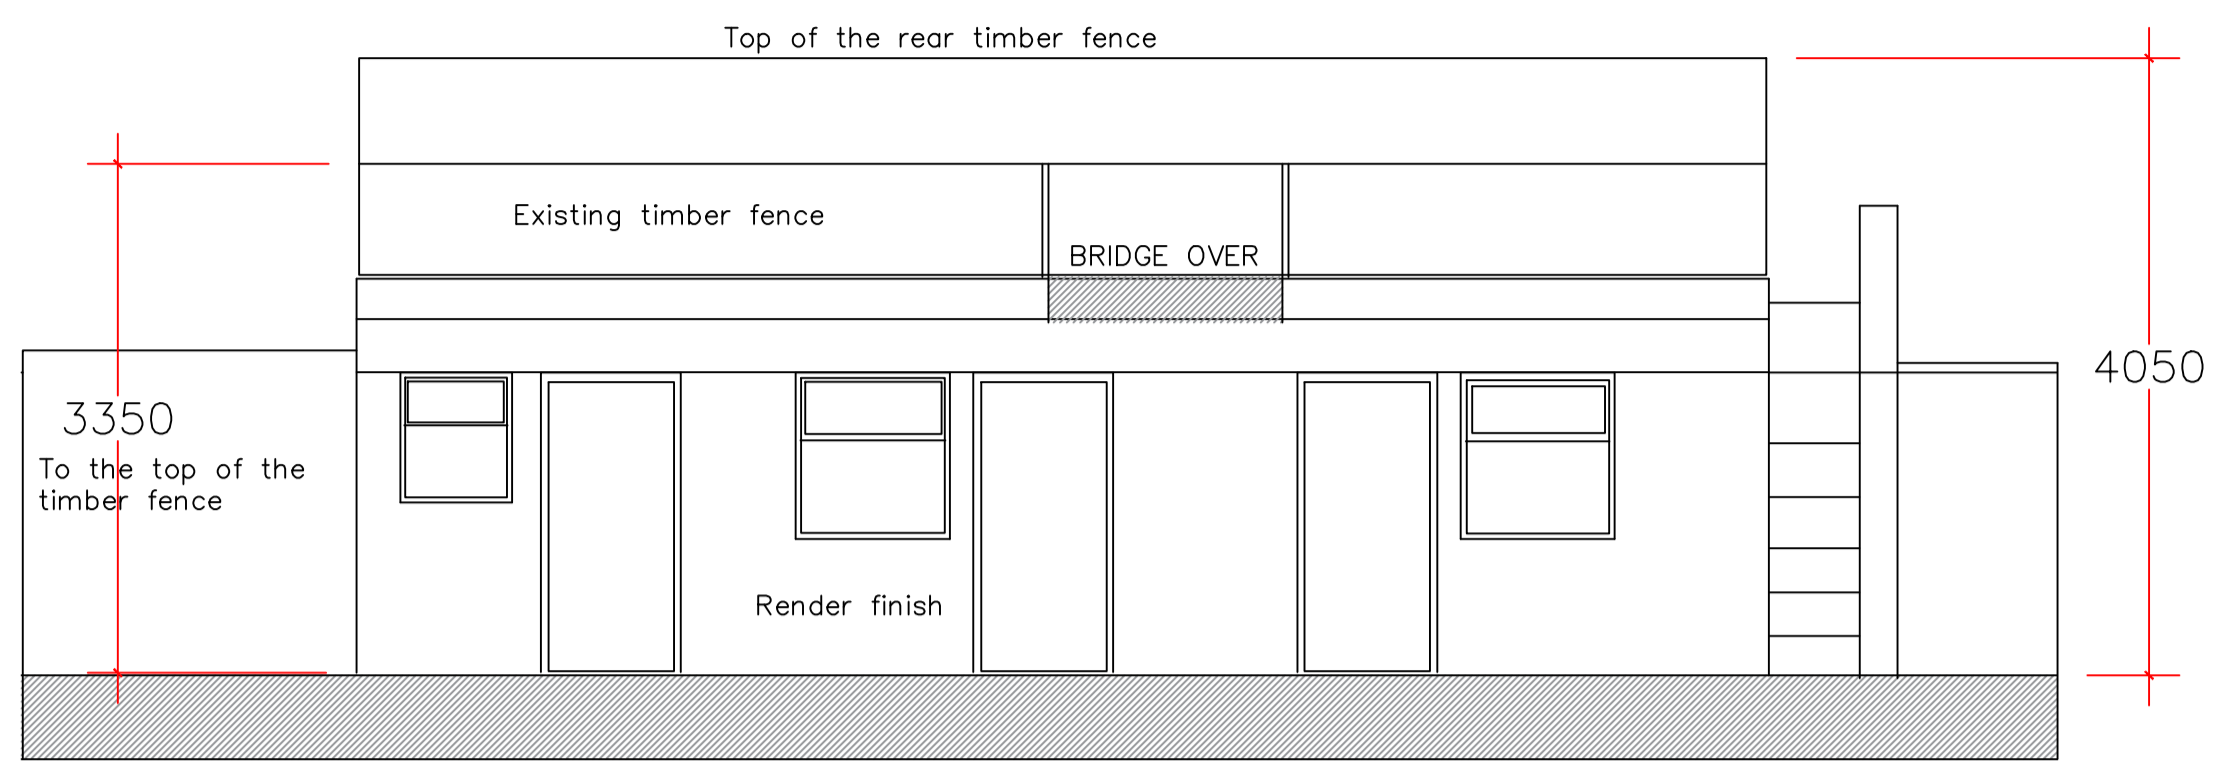 Top of the rear timber fence
Existing timber fence
BRIDGE OVER
4050
3350
To the top of the
timber fence
Render finish